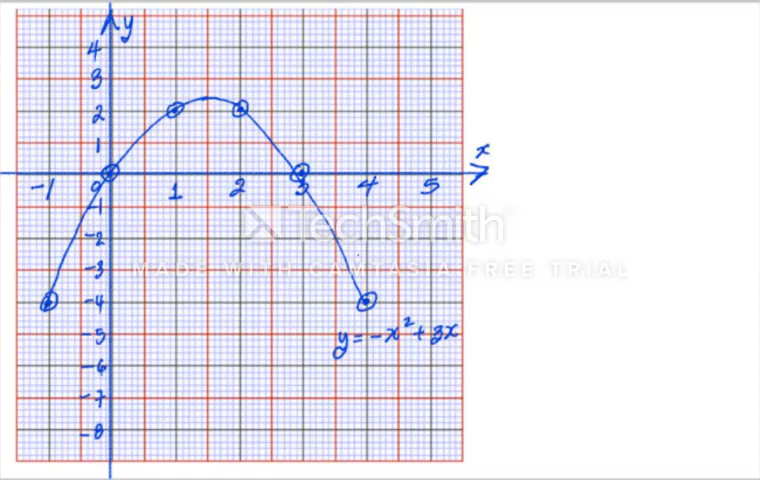 y
4
3
2
1
x
-1 0 1 2 3 4 5
-1
-2
-3
-4
-5
-6
-7
-8
y = -x² + 3x
TechSmith
MADE WITH CAMTASIA FREE TRIAL